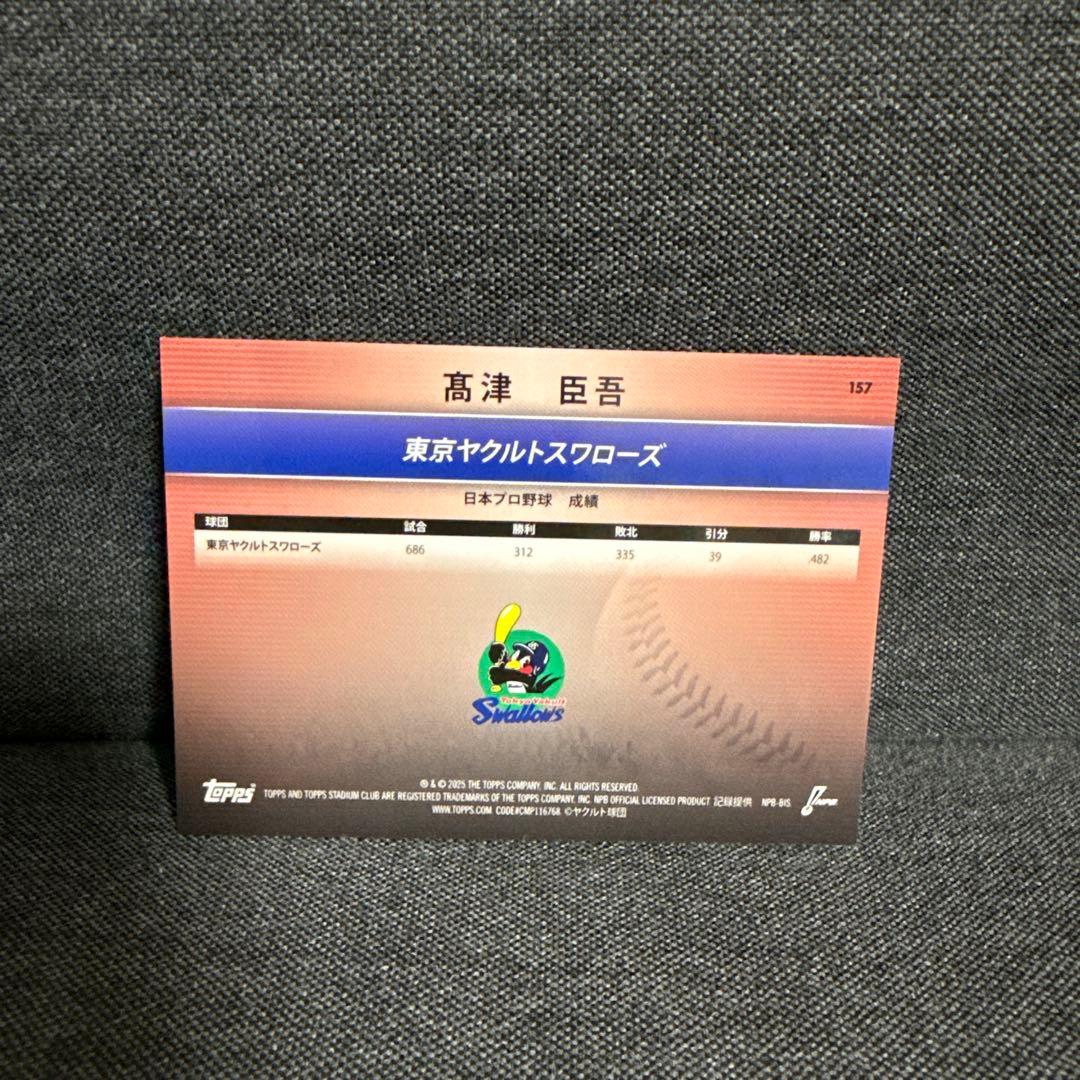 髙津 臣吾 157
東京ヤクルトスワローズ
日本プロ野球 成績
球団 試合 勝利 敗北 引分 勝率
東京ヤクルトスワローズ 686 312 335 39 .482
Tokyo Yakult
Swallows
® & © 2025 THE TOPPS COMPANY, INC. ALL RIGHTS RESERVED.
topps TOPPS AND TOPPS STADIUM CLUB ARE REGISTERED TRADEMARKS OF THE TOPPS COMPANY, INC. NPB OFFICIAL LICENSED PRODUCT 記録提供 NPB-BIS NPB
WWW.TOPPS.COM CODE#CMP116768 ©ヤクルト球団